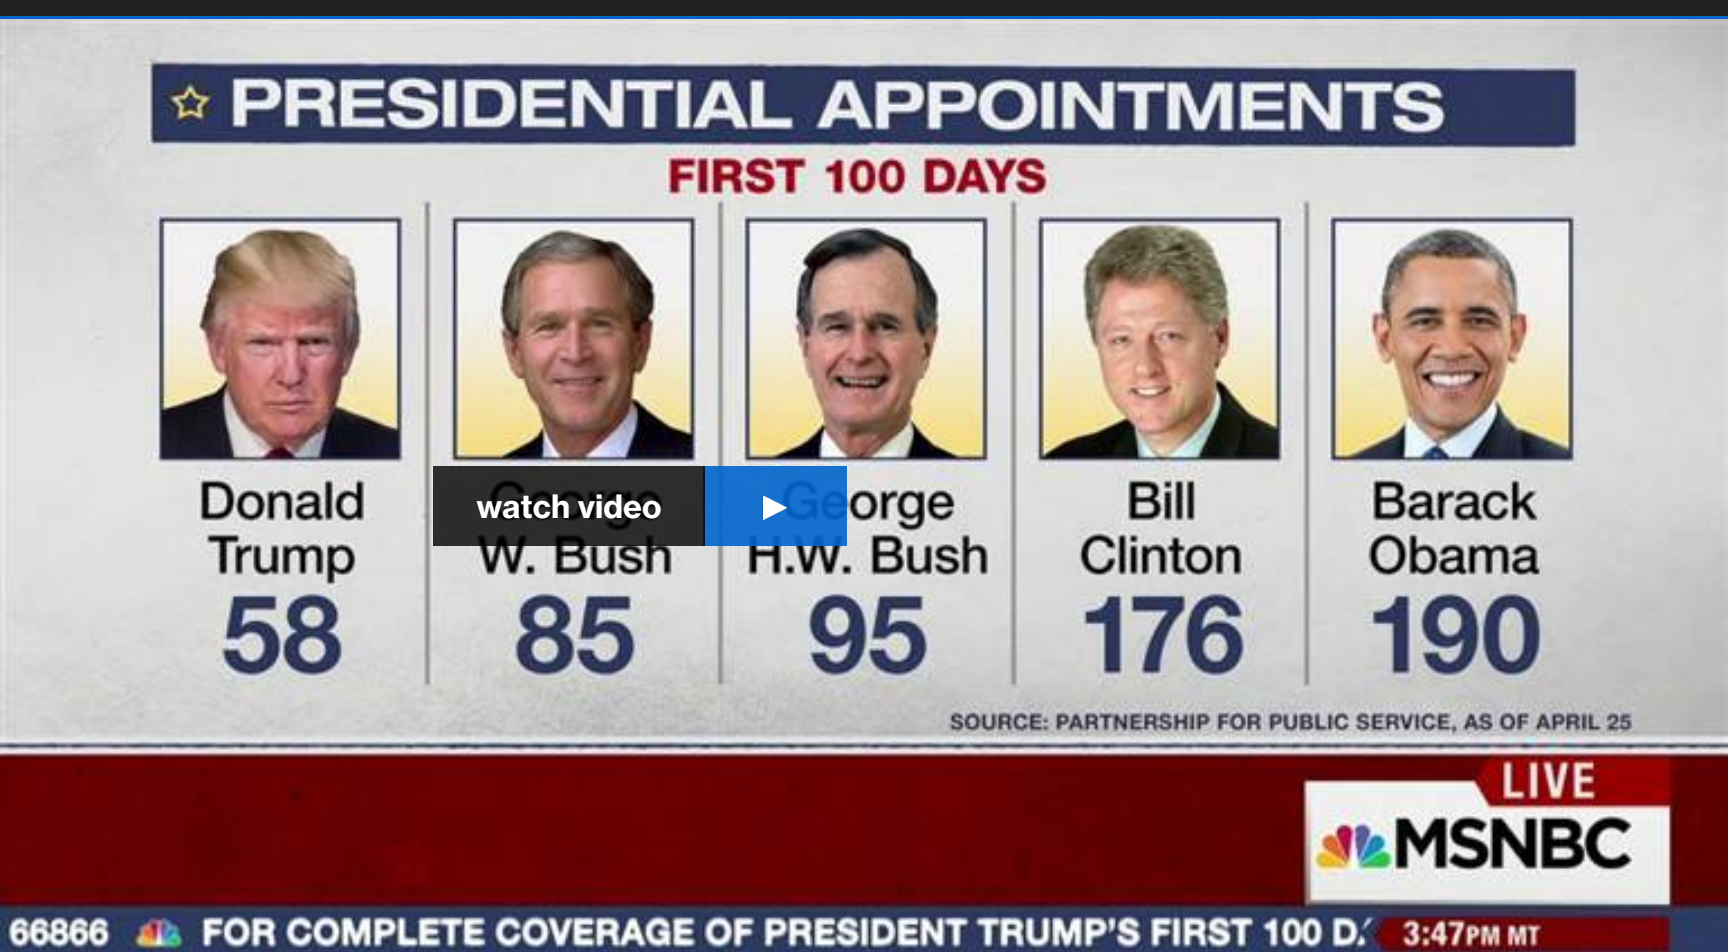 PRESIDENTIAL APPOINTMENTS
FIRST 100 DAYS
Donald
Trump
58
George
W. Bush
85
George
H.W. Bush
95
Bill
Clinton
176
Barack
Obama
190
watch video
SOURCE: PARTNERSHIP FOR PUBLIC SERVICE, AS OF APRIL 25
LIVE
MSNBC
66866 FOR COMPLETE COVERAGE OF PRESIDENT TRUMP'S FIRST 100 D
3:47PM MT